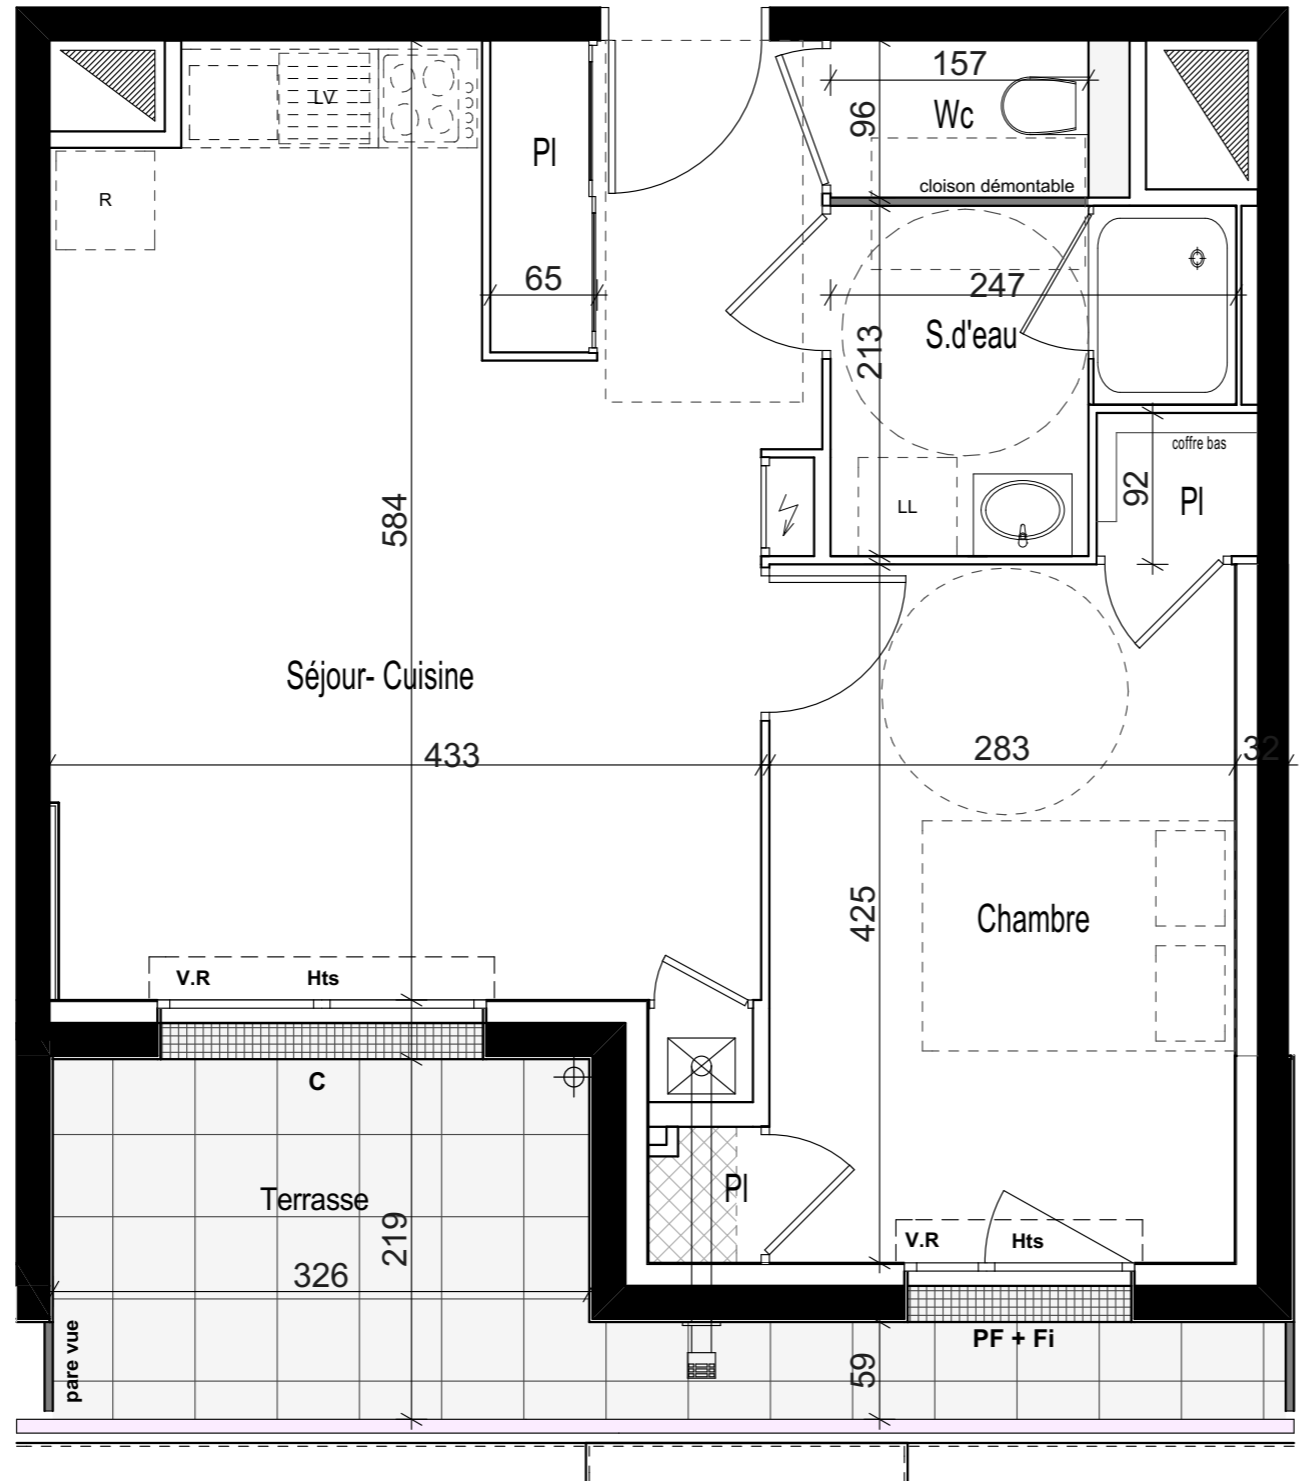 157
LV
Pl
96
Wc
R
cloison démontable
65
247
213
S.d'eau
coffre bas
92
Pl
584
LL
Séjour- Cuisine
433
283
32
425
Chambre
V.R
Hts
C
Pl
Terrasse
219
326
V.R
Hts
pare vue
PF + Fi
59